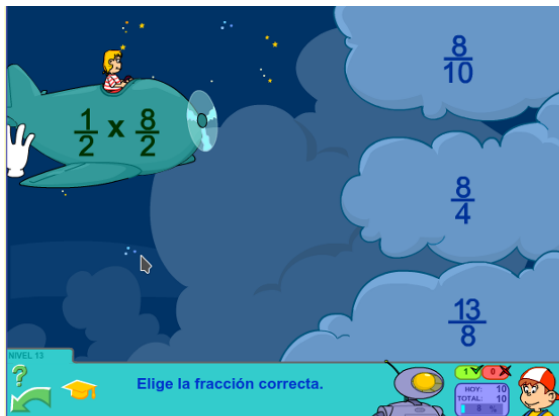 1/2 x 8/2
8/10
8/4
13/8
NIVEL 13
?
Elige la fracción correcta.
1 0
HOY: 10
TOTAL: 10
0 %